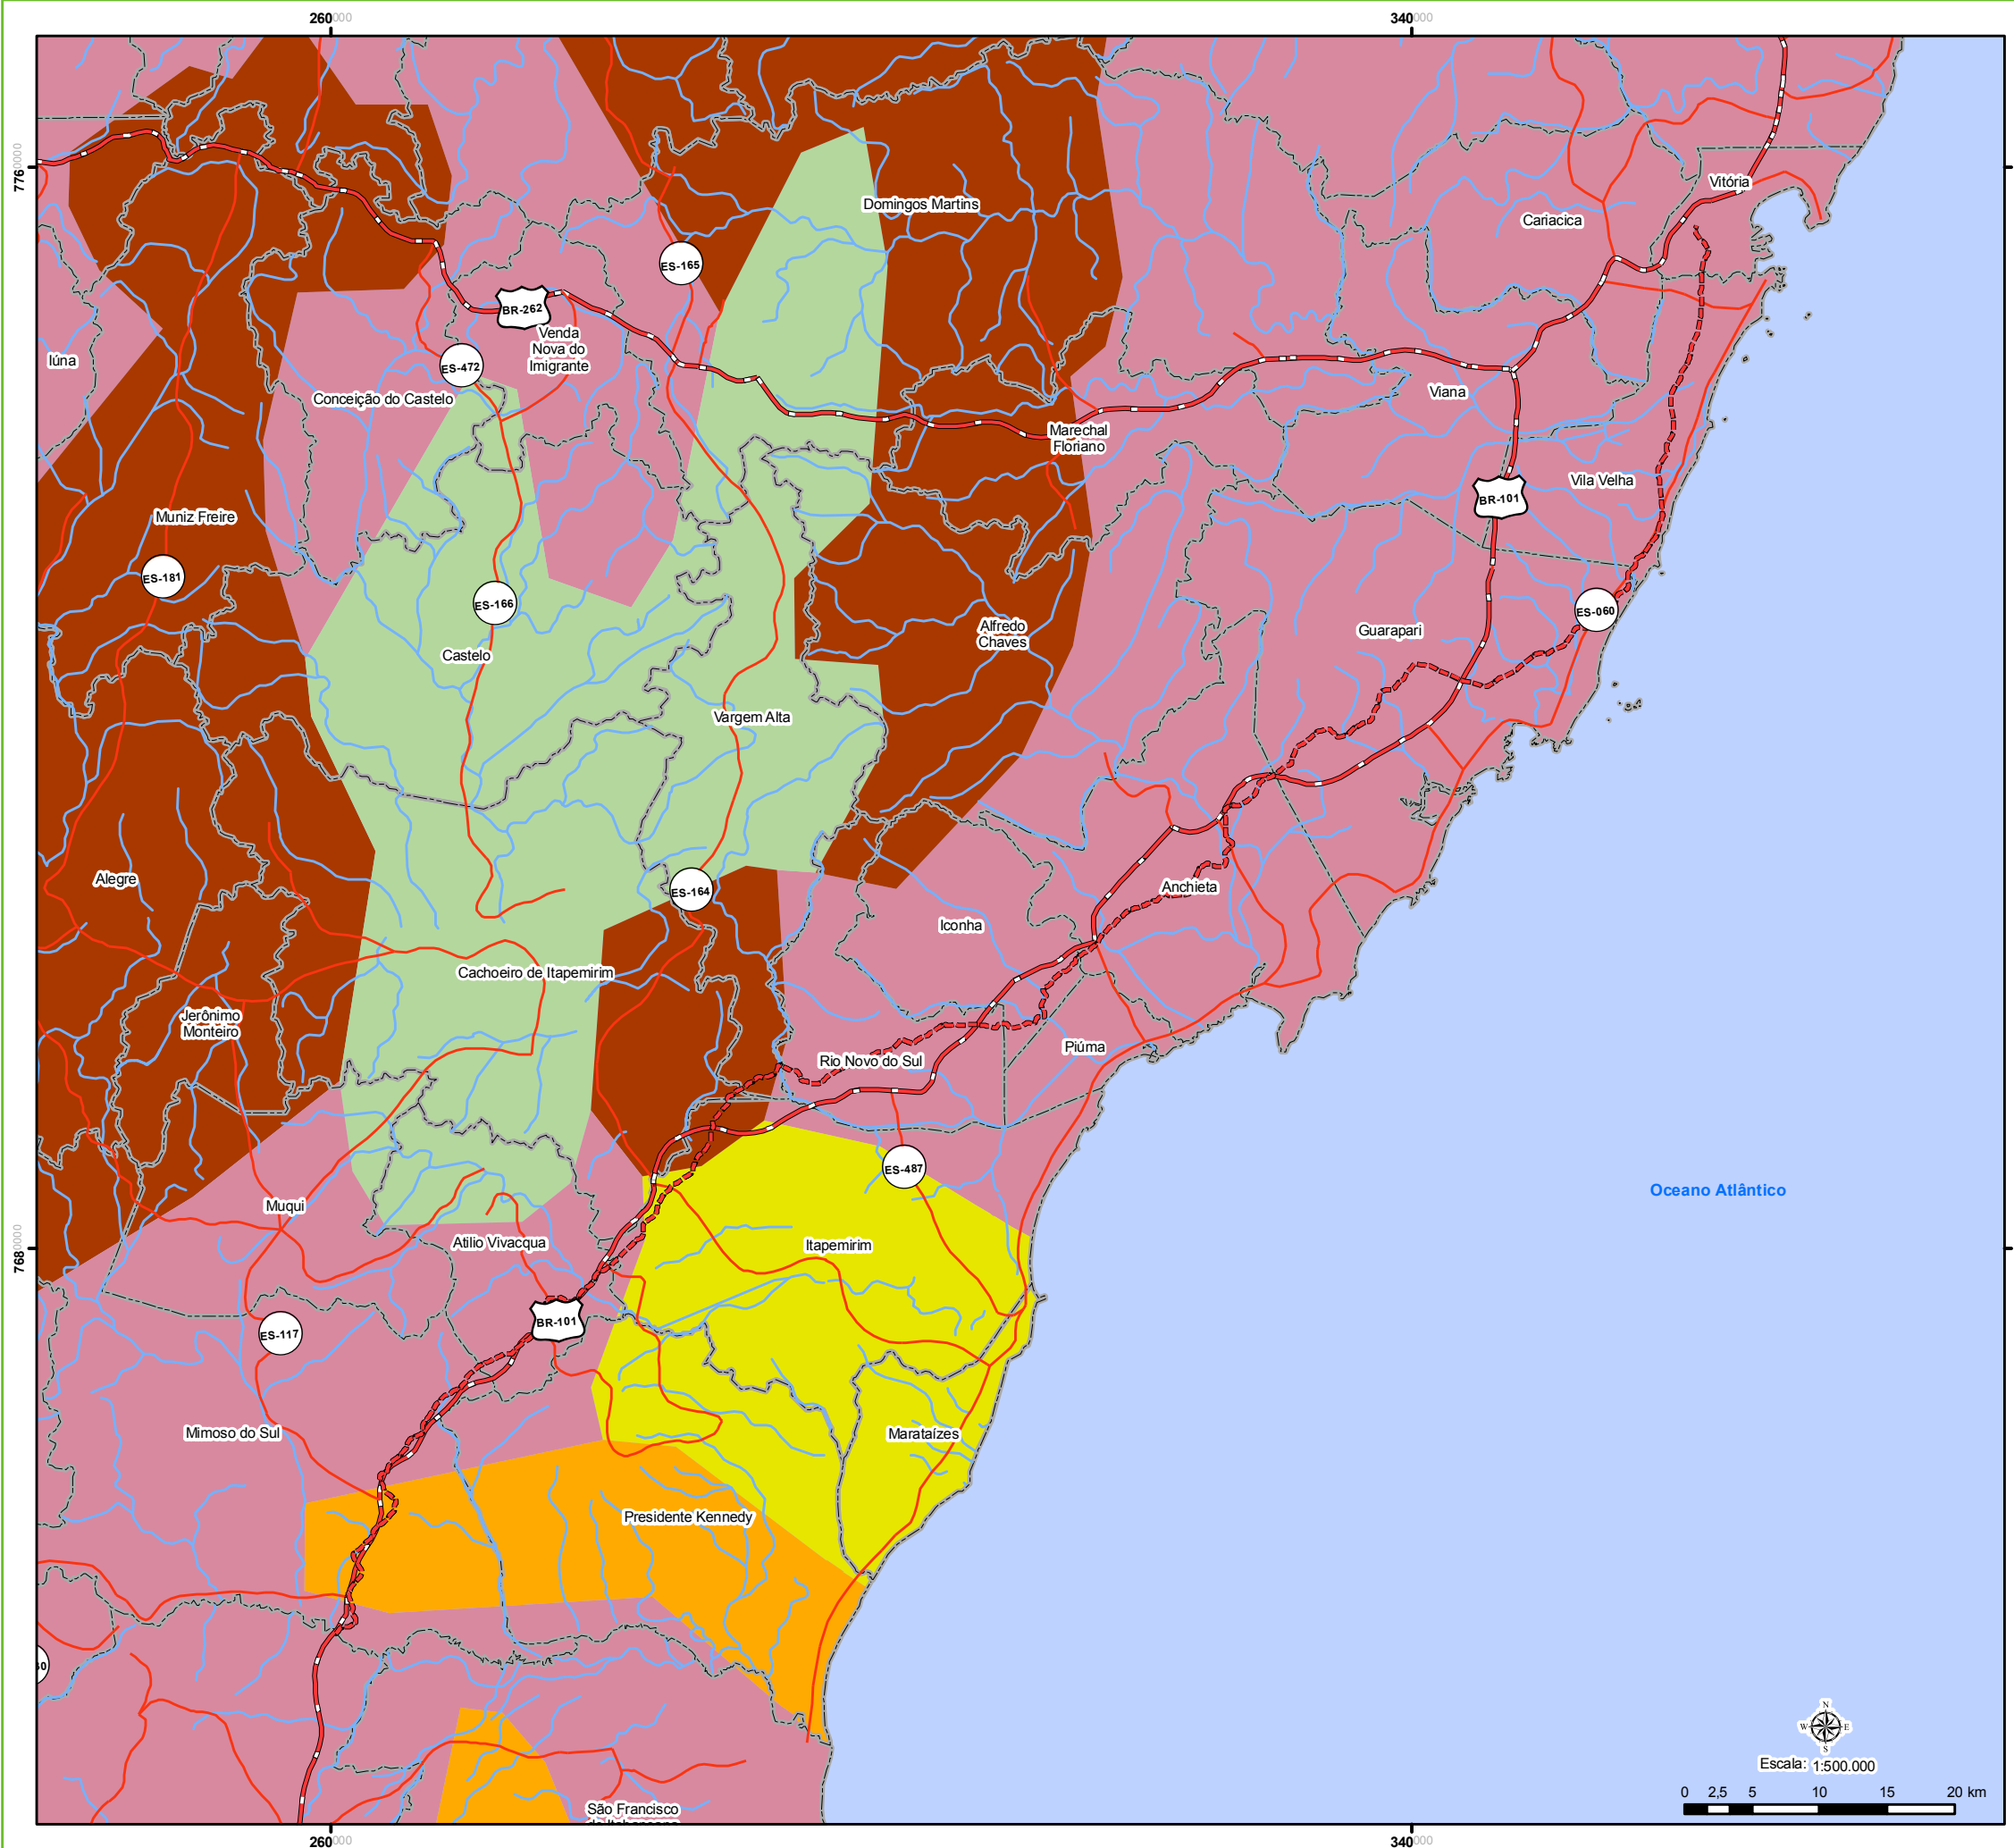 260000
340000
7760000
Vitória
Domingos Martins
Cariacica
ES-165
BR-262
Venda
Nova do
Imigrante
Iúna
ES-472
Conceição do Castelo
Viana
Marechal
Floriano
Vila Velha
BR-101
Muniz Freire
ES-181
ES-166
ES-060
Alfredo
Chaves
Guarapari
Castelo
Vargem Alta
Alegre
ES-164
Anchieta
Iconha
Cachoeiro de Itapemirim
Jerônimo
Monteiro
Piúma
Rio Novo do Sul
ES-487
Oceano Atlântico
Muqui
Atilio Vivacqua
Itapemirim
7680000
BR-101
ES-117
Mimoso do Sul
Marataízes
Presidente Kennedy
N
W
E
S
Escala: 1:500.000
0 2,5 5 10 15 20 km
São Francisco
260000
340000